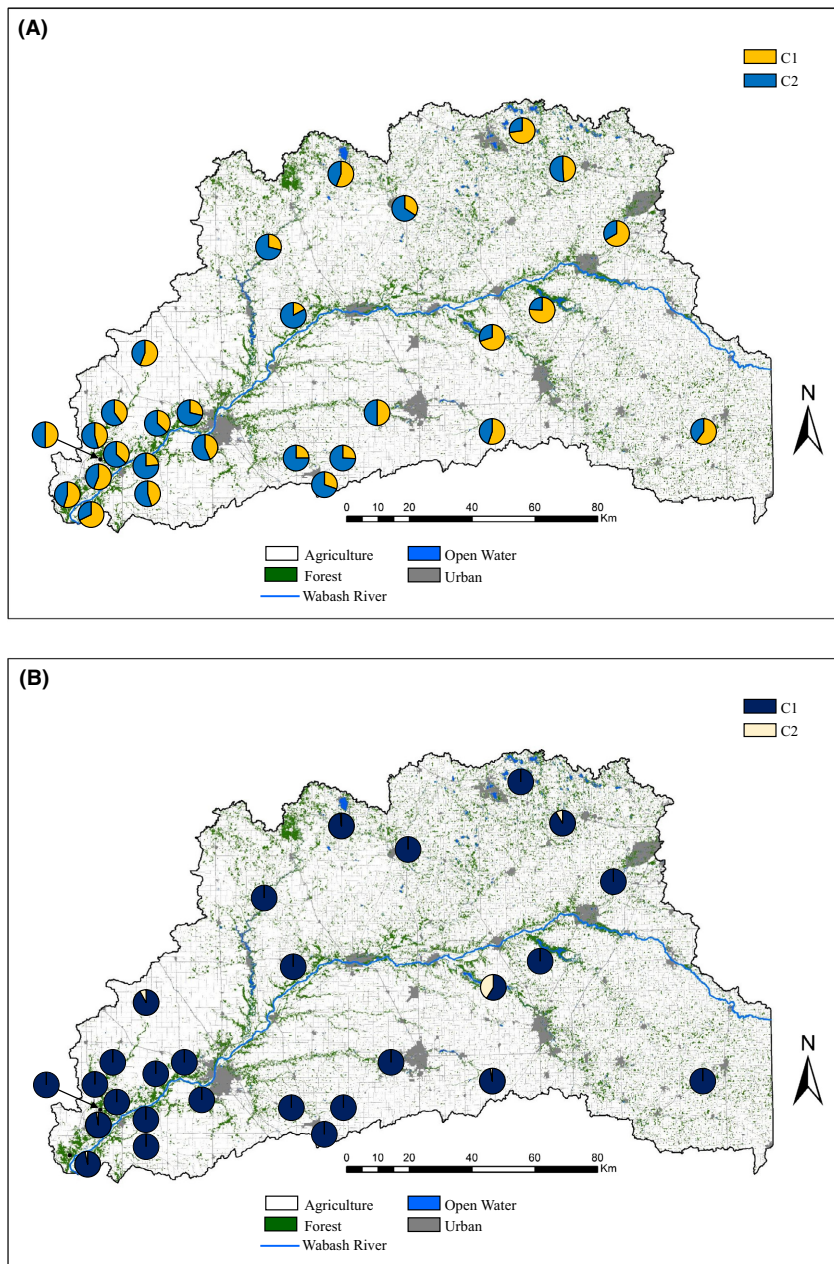 (A)
C1
C2
N
0 10 20 40 60 80
Km
Agriculture Open Water
Forest Urban
Wabash River
(B)
C1
C2
N
0 10 20 40 60 80
Km
Agriculture Open Water
Forest Urban
Wabash River